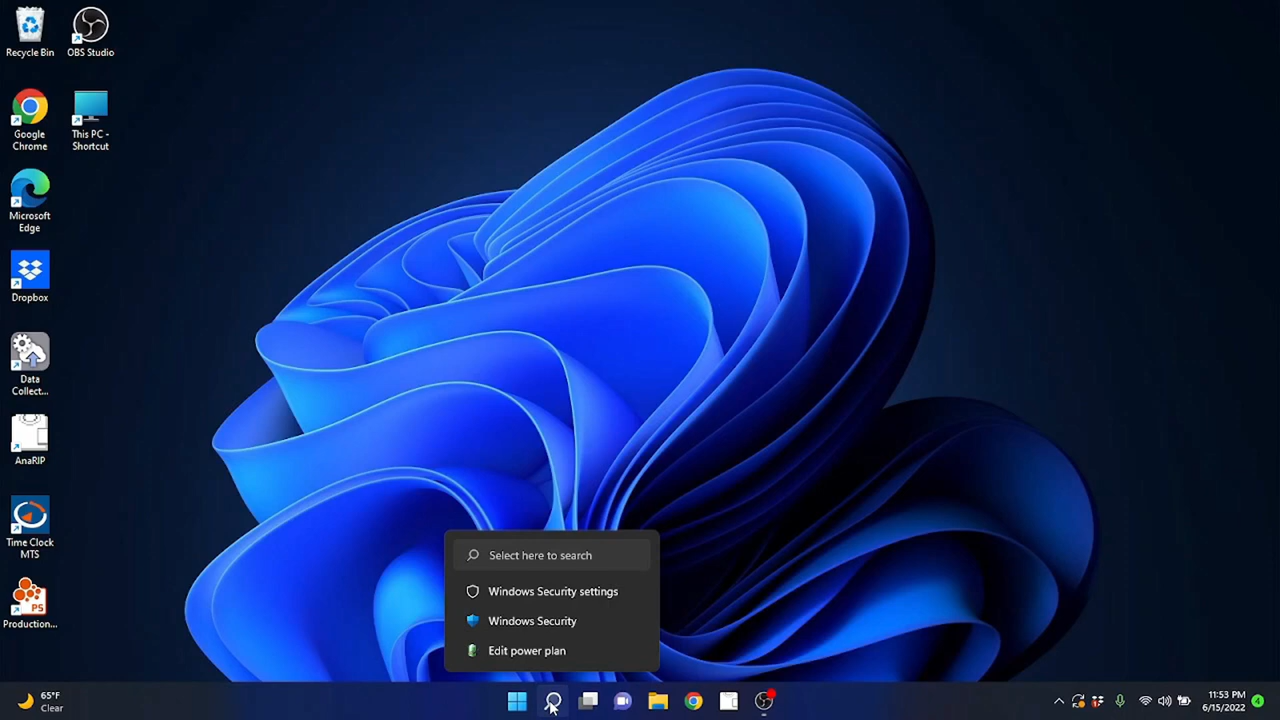 Recycle Bin
OBS Studio
Google
Chrome
This PC -
Shortcut
Microsoft
Edge
Dropbox
Data
Collect...
AnaRIP
Time Clock
MTS
PS
Production...
Select here to search
Windows Security settings
Windows Security
Edit power plan
65°F
Clear
11:53 PM
6/15/2022
4